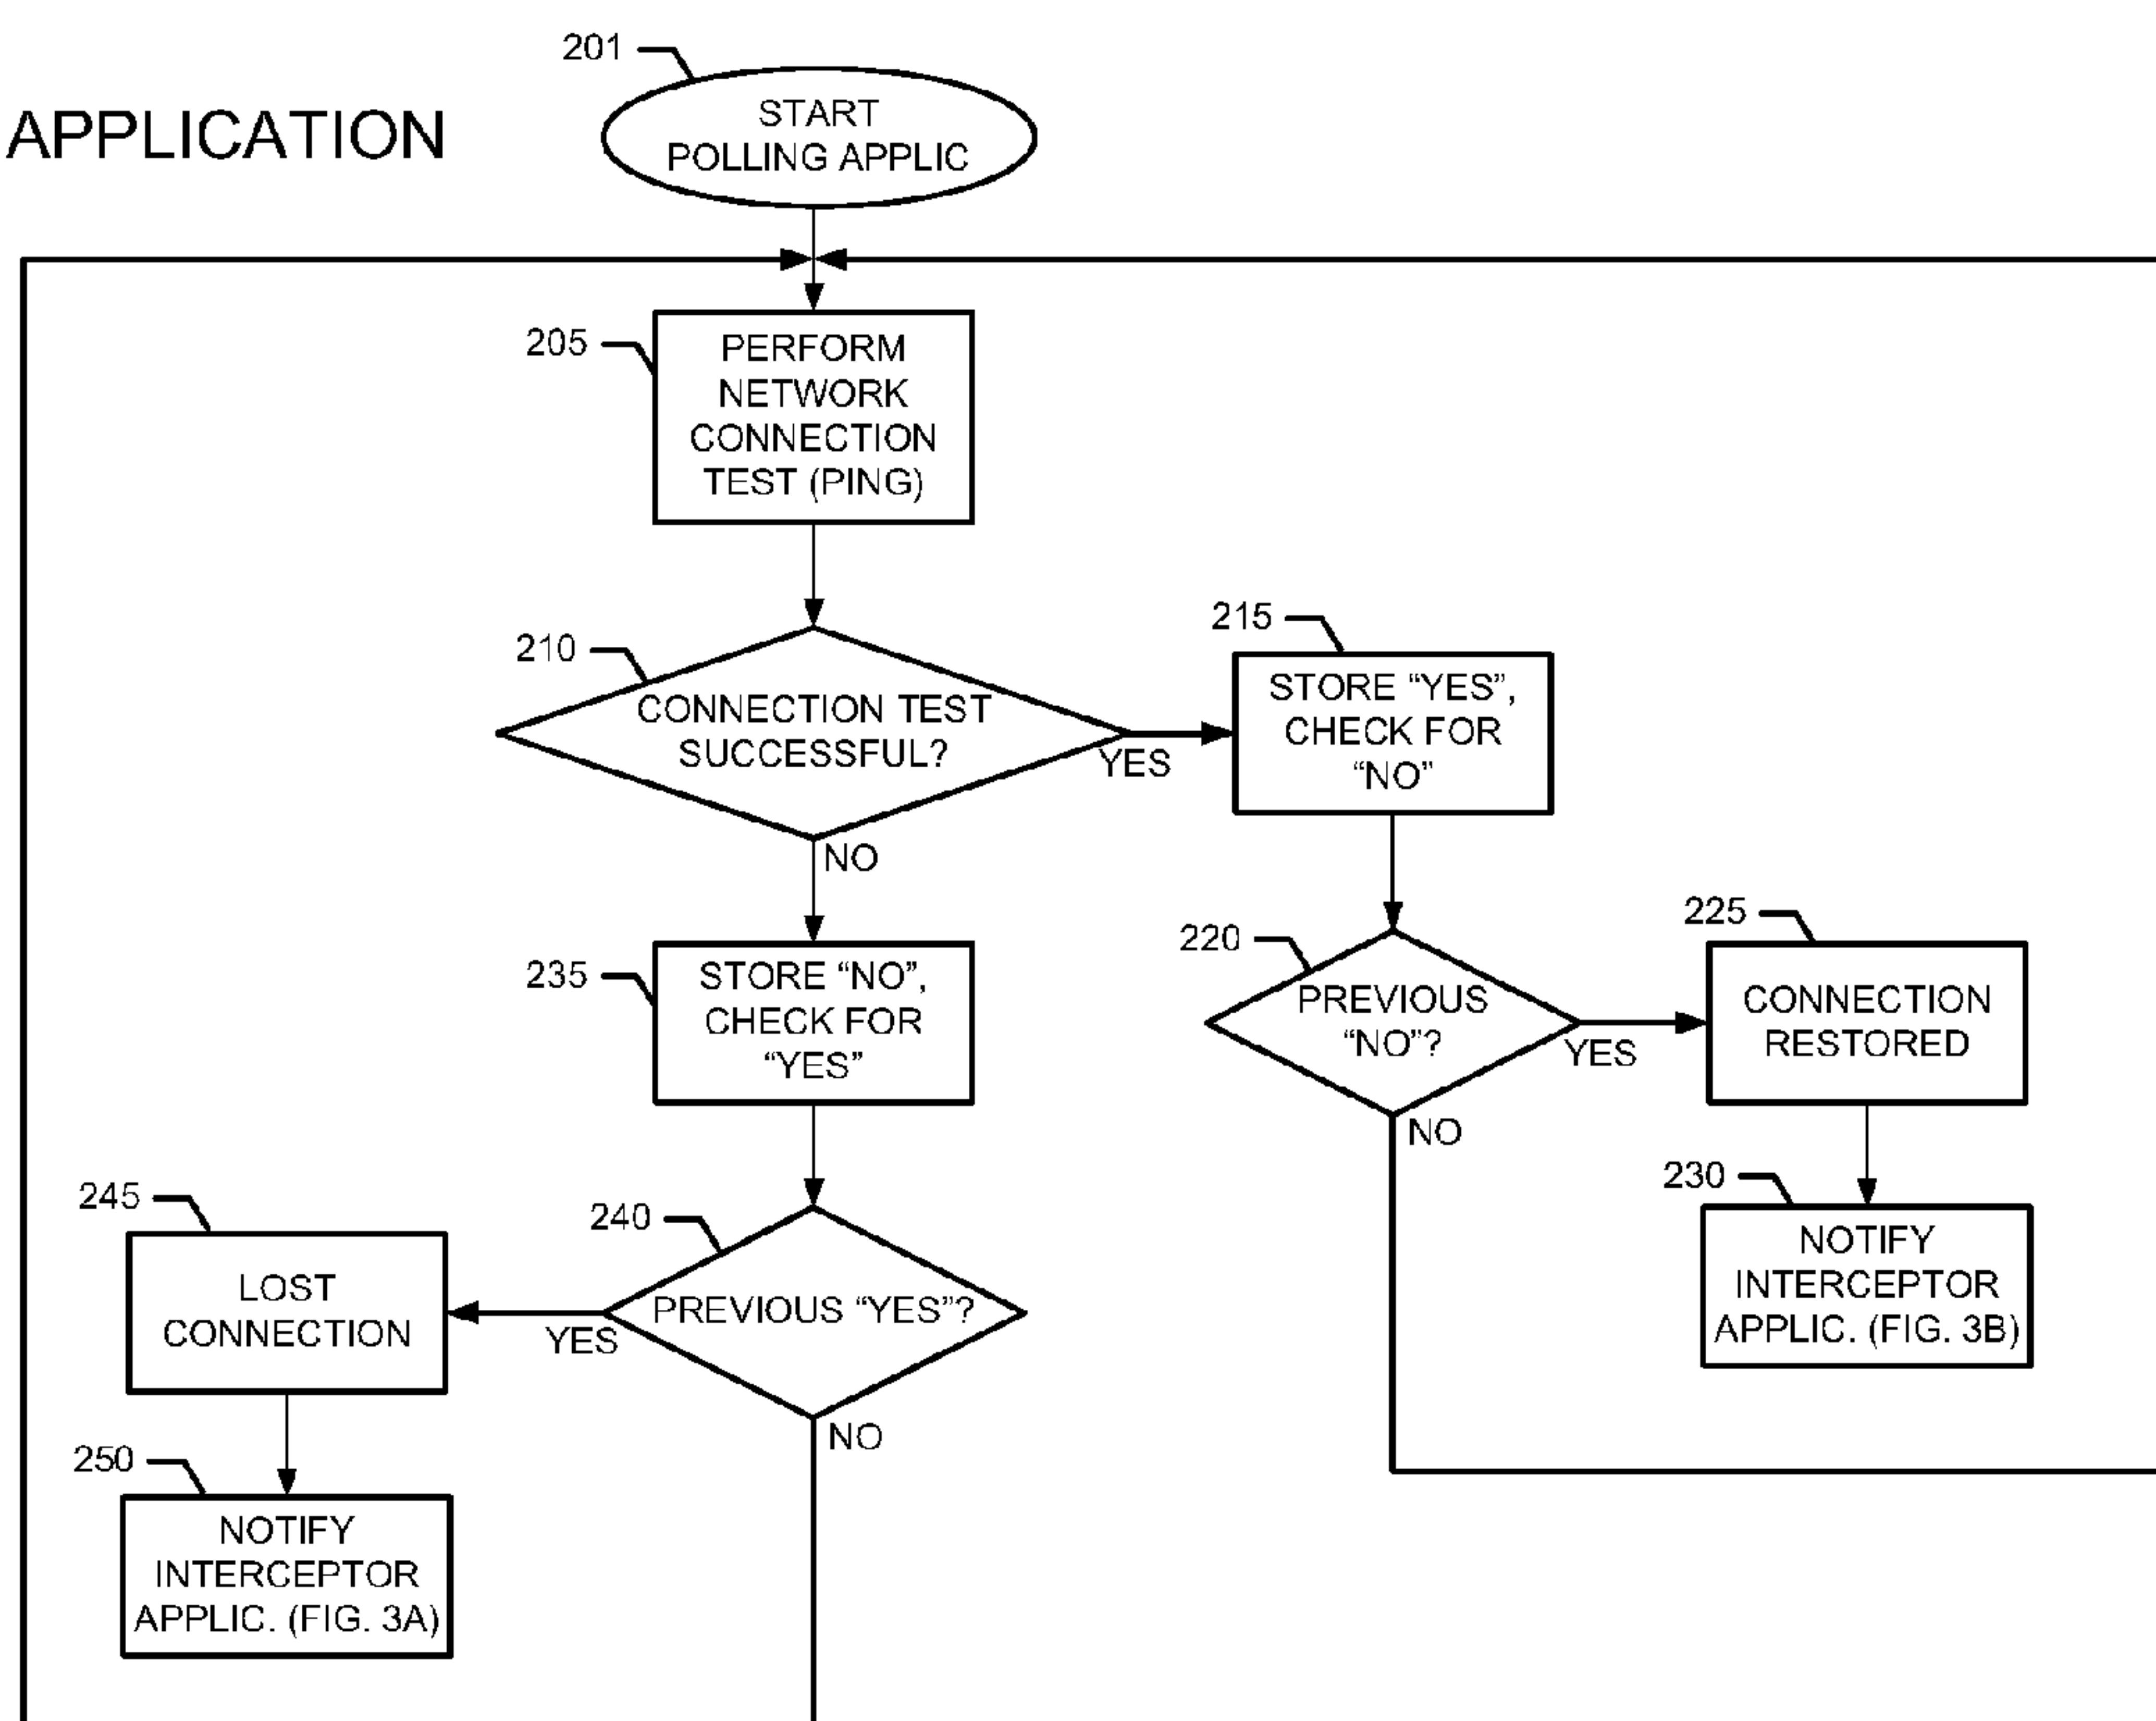 201
START
POLLING APPLIC
APPLICATION
205
PERFORM
NETWORK
CONNECTION
TEST (PING)
210
CONNECTION TEST
SUCCESSFUL?
YES
NO
215
STORE “YES”,
CHECK FOR
“NO”
220
PREVIOUS
“NO”?
YES
NO
225
CONNECTION
RESTORED
230
NOTIFY
INTERCEPTOR
APPLIC. (FIG. 3B)
235
STORE “NO”,
CHECK FOR
“YES”
240
PREVIOUS “YES”?
YES
NO
245
LOST
CONNECTION
250
NOTIFY
INTERCEPTOR
APPLIC. (FIG. 3A)